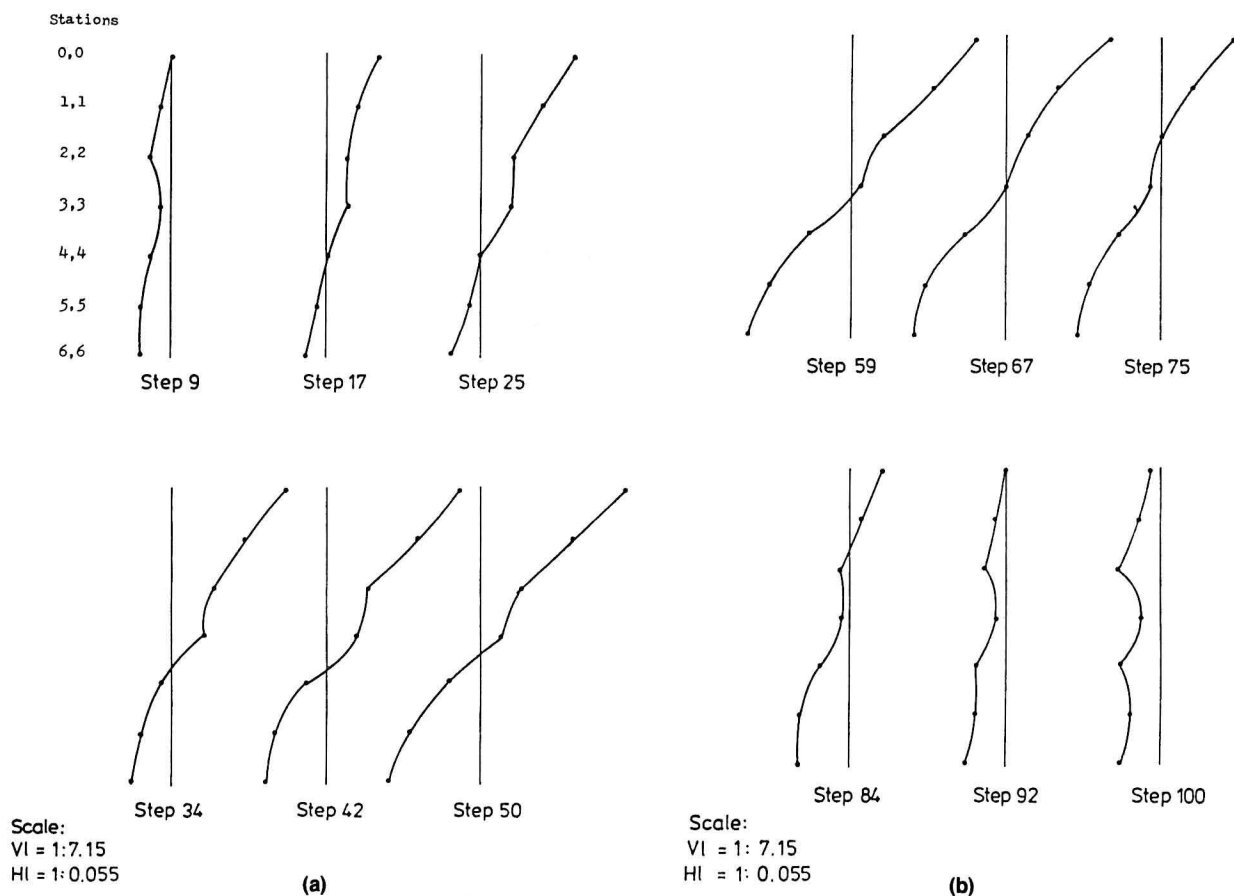 Stations
0,0
1,1
2,2
3,3
4,4
5,5
6,6
Step 9 Step 17 Step 25
Step 34 Step 42 Step 50
Scale:
Vl = 1:7.15
Hl = 1:0.055
(a)
Step 59 Step 67 Step 75
Step 84 Step 92 Step 100
Scale:
Vl = 1: 7.15
Hl = 1: 0.055
(b)